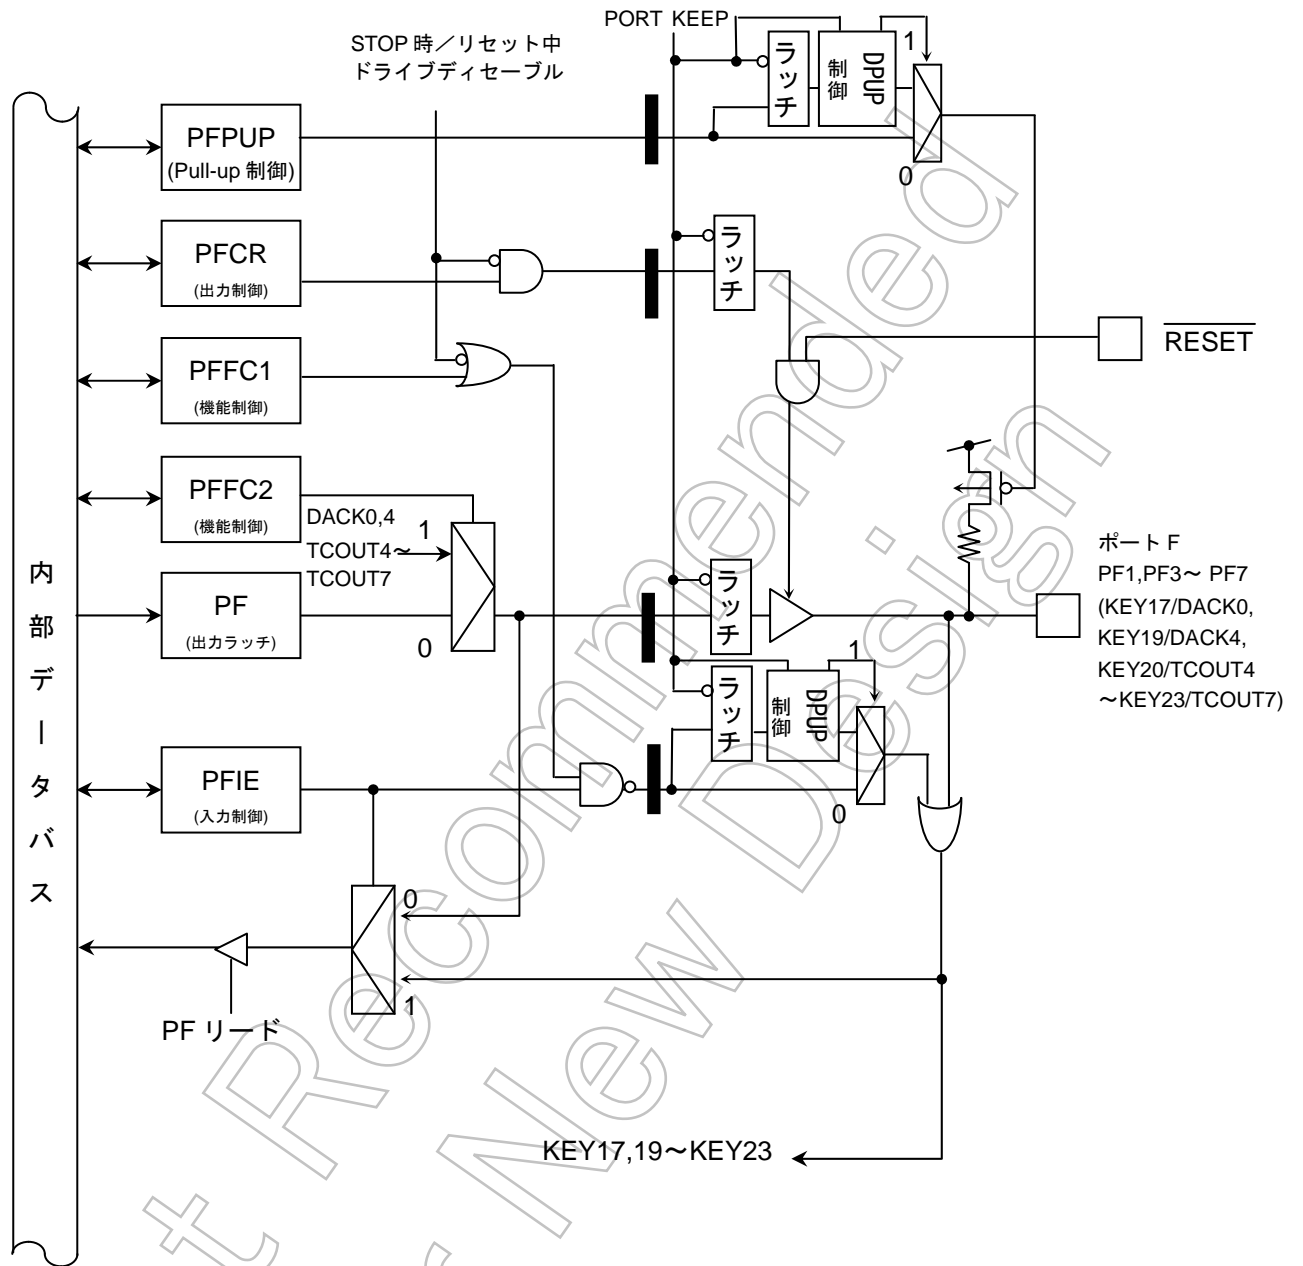 PORT KEEP
STOP 時／リセット中
ドライブディセーブル
ラッチ
制御
DPUP
1
0
PFPUP
(Pull-up 制御)
PFCR
(出力制御)
ラッチ
RESET
PFFC1
(機能制御)
PFFC2
(機能制御)
DACK0,4
1
TCOUT4～
TCOUT7
0
PF
(出力ラッチ)
ラッチ
ポート F
PF1,PF3～ PF7
(KEY17/DACK0,
KEY19/DACK4,
KEY20/TCOUT4
～KEY23/TCOUT7)
ラッチ
制御
DPUP
1
0
PFIE
(入力制御)
0
1
PF リード
KEY17,19～KEY23
内部データバス
t Recommended
r New Design